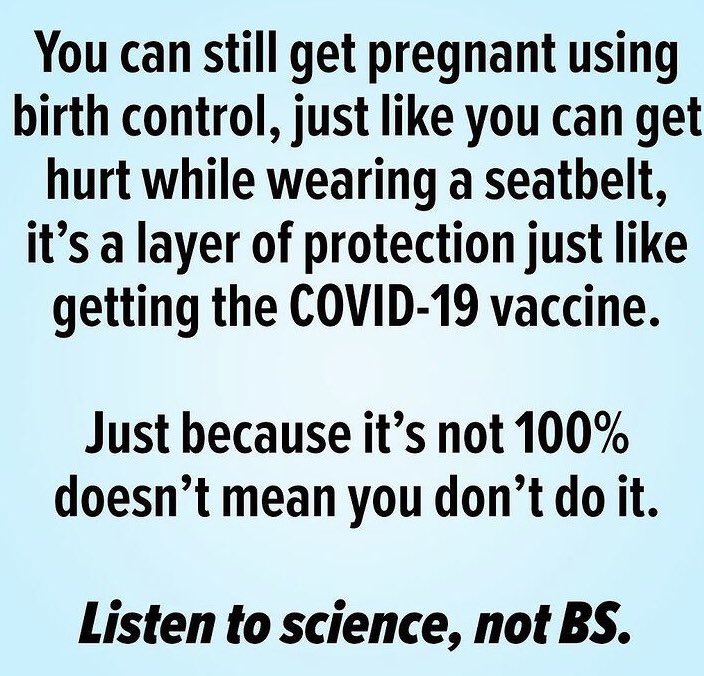 You can still get pregnant using
birth control, just like you can get
hurt while wearing a seatbelt,
it’s a layer of protection just like
getting the COVID-19 vaccine.
Just because it’s not 100%
doesn’t mean you don’t do it.
Listen to science, not BS.